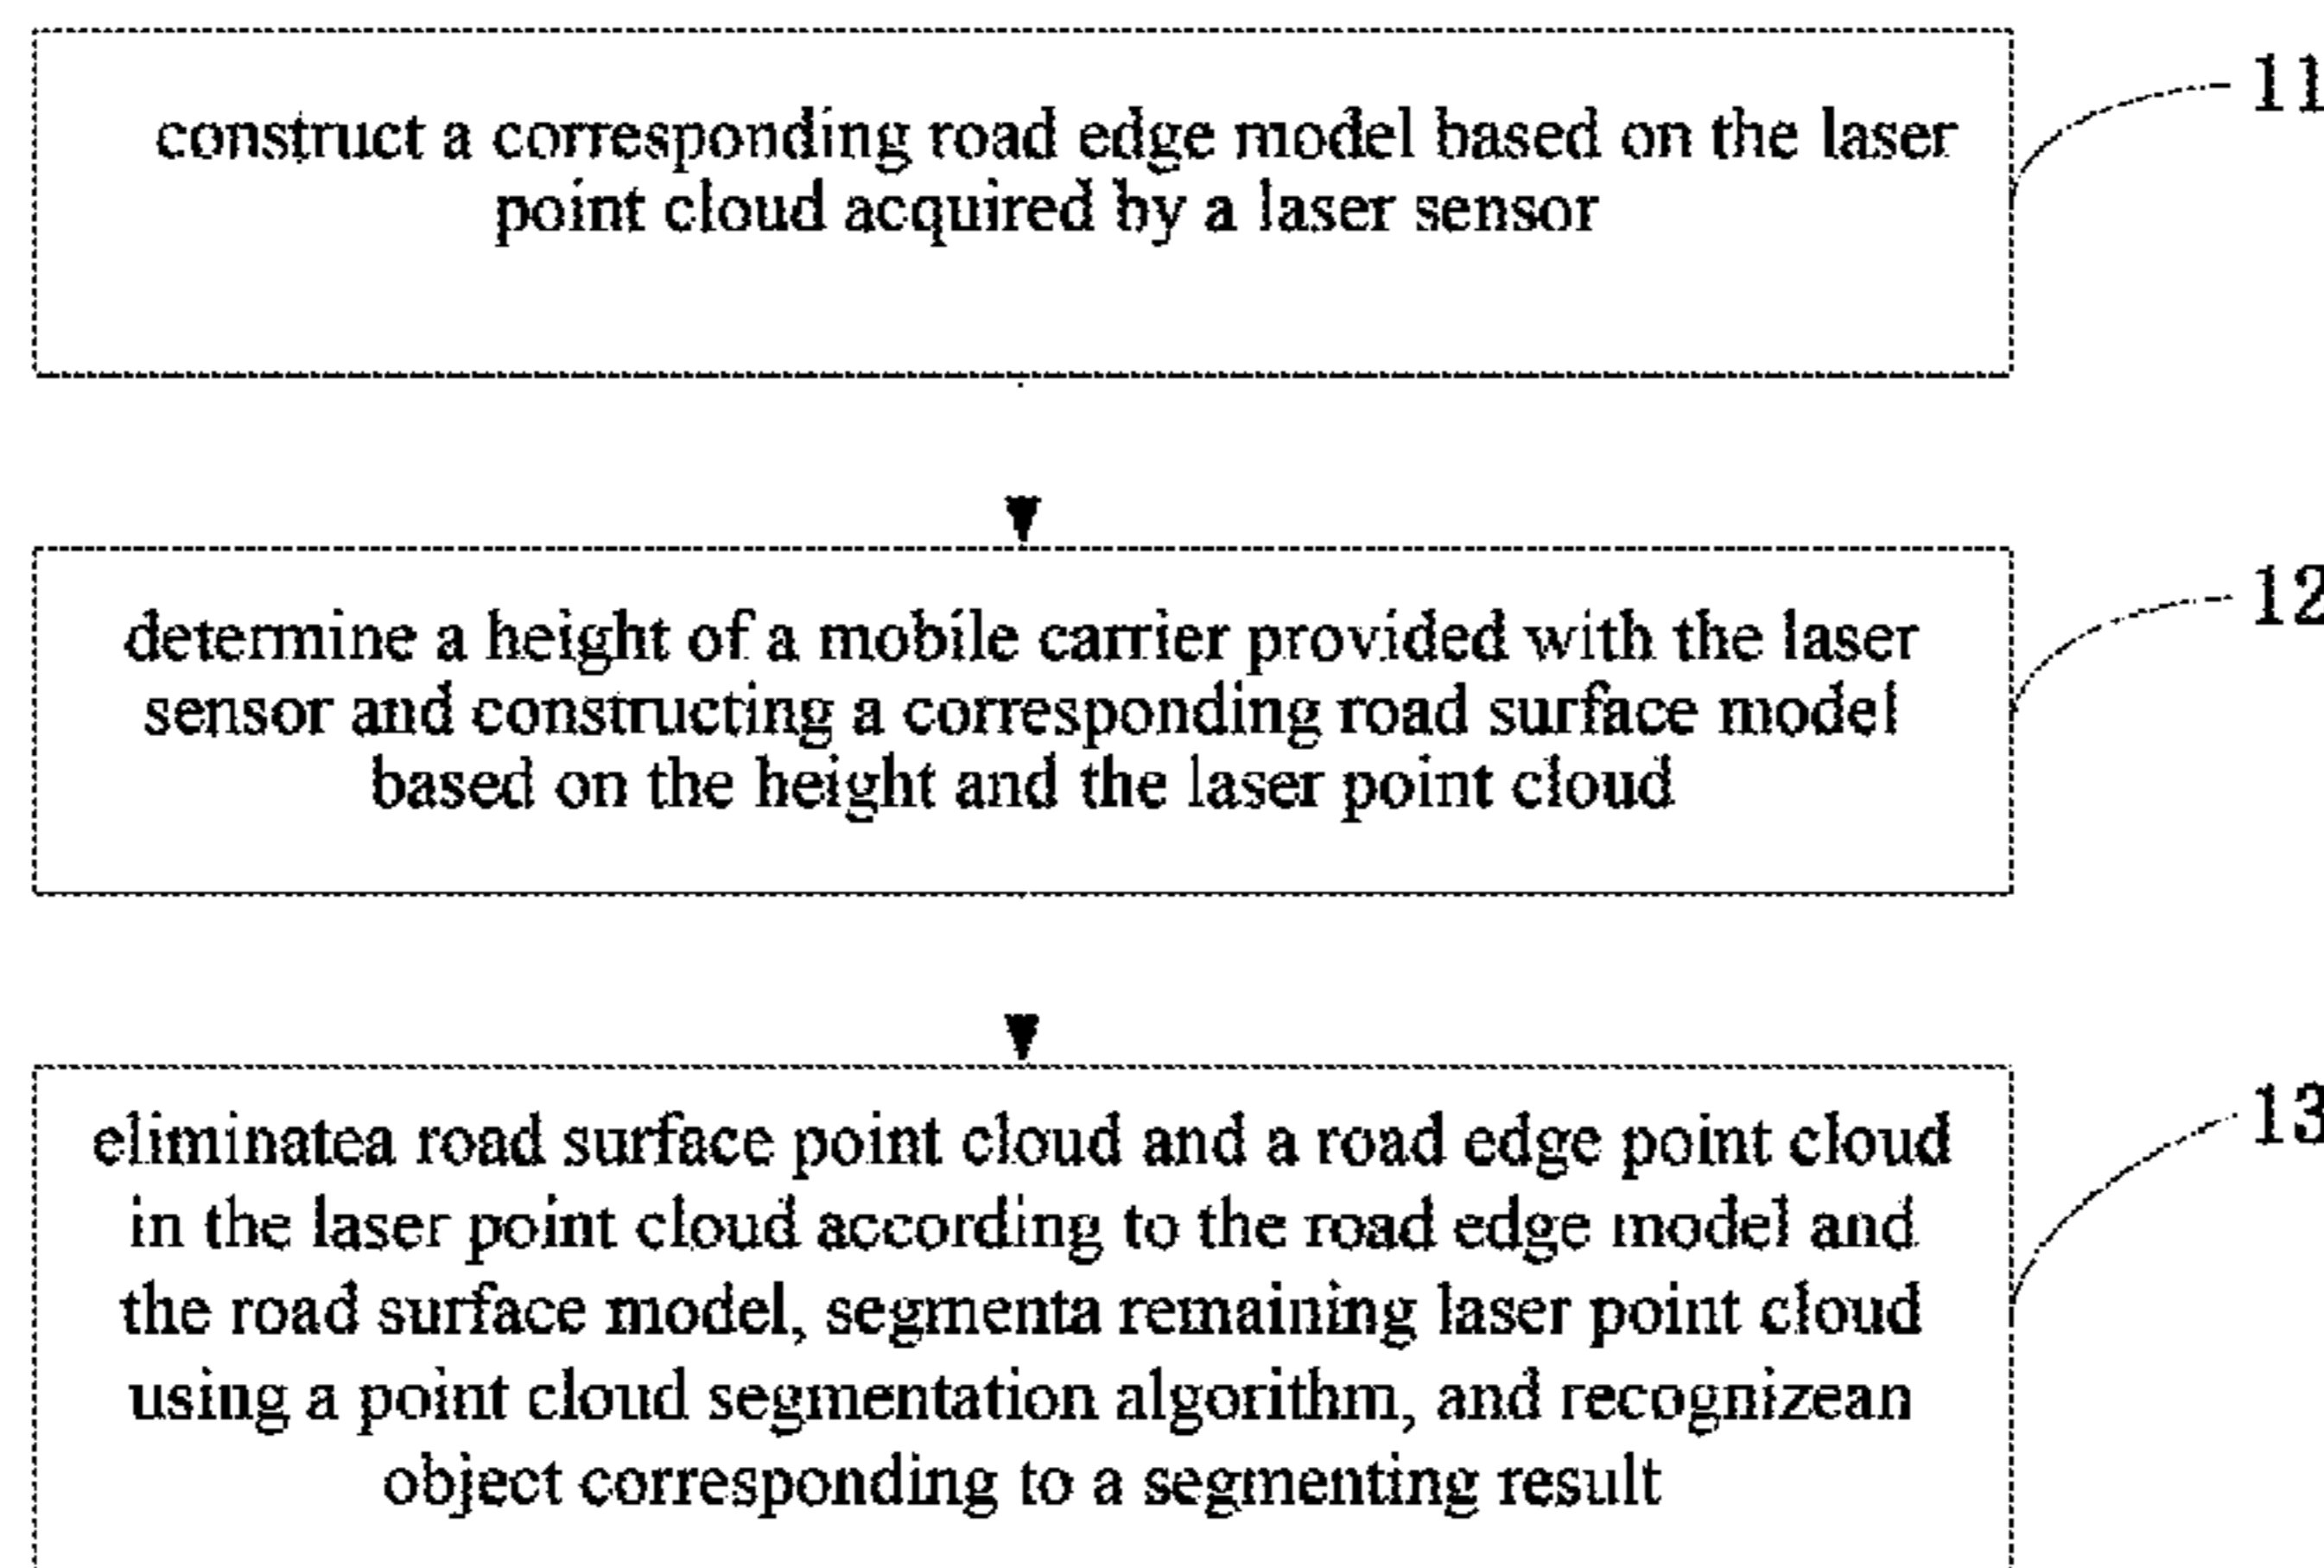 construct a corresponding road edge model based on the laser
point cloud acquired by a laser sensor
11
determine a height of a mobile carrier provided with the laser
sensor and constructing a corresponding road surface model
based on the height and the laser point cloud
12
eliminatea road surface point cloud and a road edge point cloud
in the laser point cloud according to the road edge model and
the road surface model, segmenta remaining laser point cloud
using a point cloud segmentation algorithm, and recognizean
object corresponding to a segmenting result
13